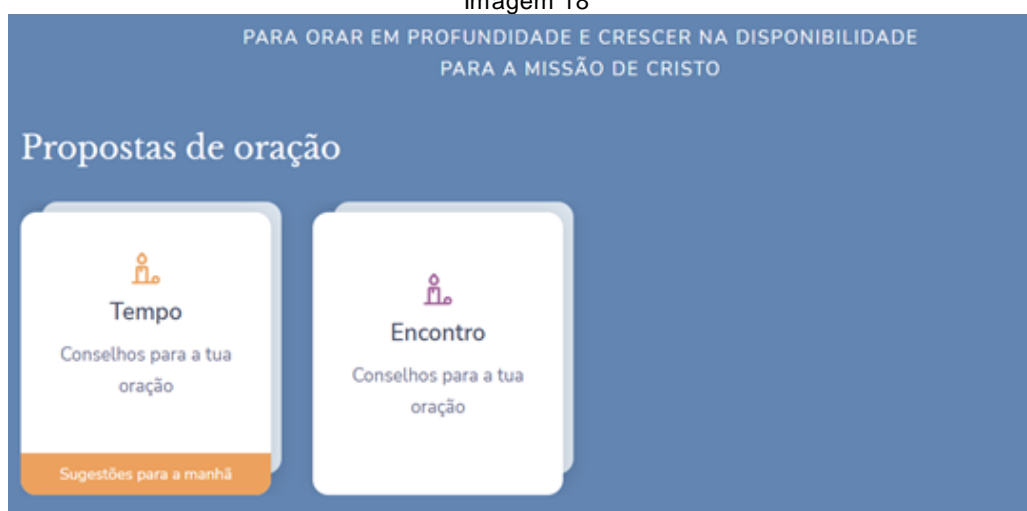 Imagem 18
PARA ORAR EM PROFUNDIDADE E CRESCER NA DISPONIBILIDADE
PARA A MISSÃO DE CRISTO
Propostas de oração
Tempo
Conselhos para a tua
oração
Sugestões para a manhã
Encontro
Conselhos para a tua
oração